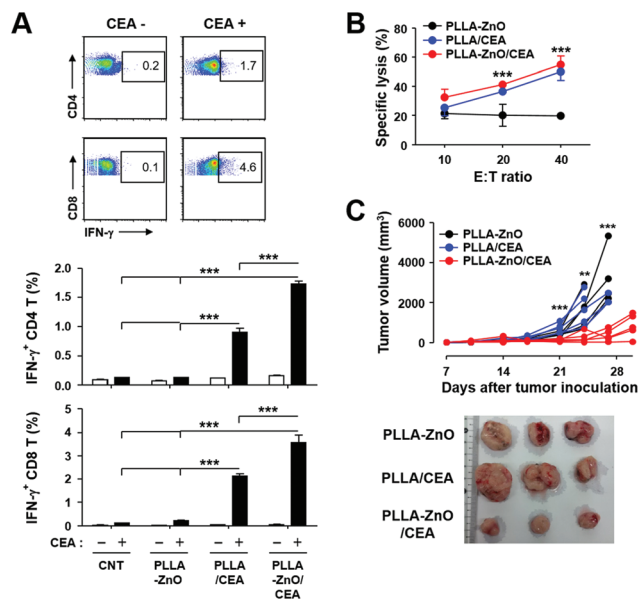 A
CEA -
CEA +
CD4
0.2
1.7
CD8
0.1
4.6
IFN-γ
IFN-γ+ CD4 T (%)
2.0
1.5
1.0
0.5
0.0
***
***
***
IFN-γ+ CD8 T (%)
5
4
3
2
1
0
***
***
***
CEA : – + – + – + – +
CNT
PLLA
-ZnO
PLLA
/CEA
PLLA
-ZnO/
CEA
B
PLLA-ZnO
PLLA/CEA
PLLA-ZnO/CEA
Specific lysis (%)
80
60
40
20
0
***
***
10 20 40
E:T ratio
C
PLLA-ZnO
PLLA/CEA
PLLA-ZnO/CEA
Tumor volume (mm3)
6000
4000
2000
0
***
**
***
7 14 21 28
Days after tumor inoculation
PLLA-ZnO
PLLA/CEA
PLLA-ZnO
/CEA